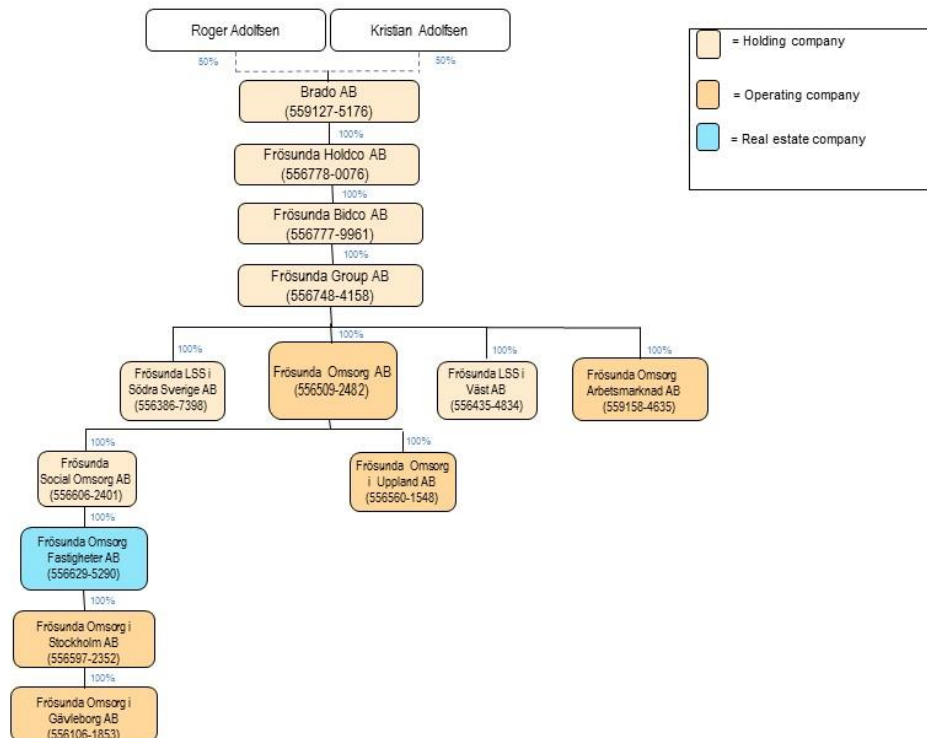 Roger Adolfsen
Kristian Adolfsen
50%
50%
Brado AB
(559127-5176)
100%
Frösunda Holdco AB
(556778-0076)
100%
Frösunda Bidco AB
(556777-9961)
100%
Frösunda Group AB
(556748-4158)
100%
100%
100%
100%
Frösunda LSS i
Södra Sverige AB
(556386-7398)
Frösunda Omsorg AB
(556509-2482)
Frösunda LSS i
Väst AB
(556435-4834)
Frösunda Omsorg
Arbetsmarknad AB
(559158-4635)
100%
100%
Frösunda
Social Omsorg AB
(556606-2401)
Frösunda Omsorg
i Uppland AB
(556560-1548)
100%
Frösunda Omsorg
Fastigheter AB
(556629-5290)
100%
Frösunda Omsorg i
Stockholm AB
(556597-2352)
100%
Frösunda Omsorg i
Gävleborg AB
(556106-1853)
= Holding company
= Operating company
= Real estate company